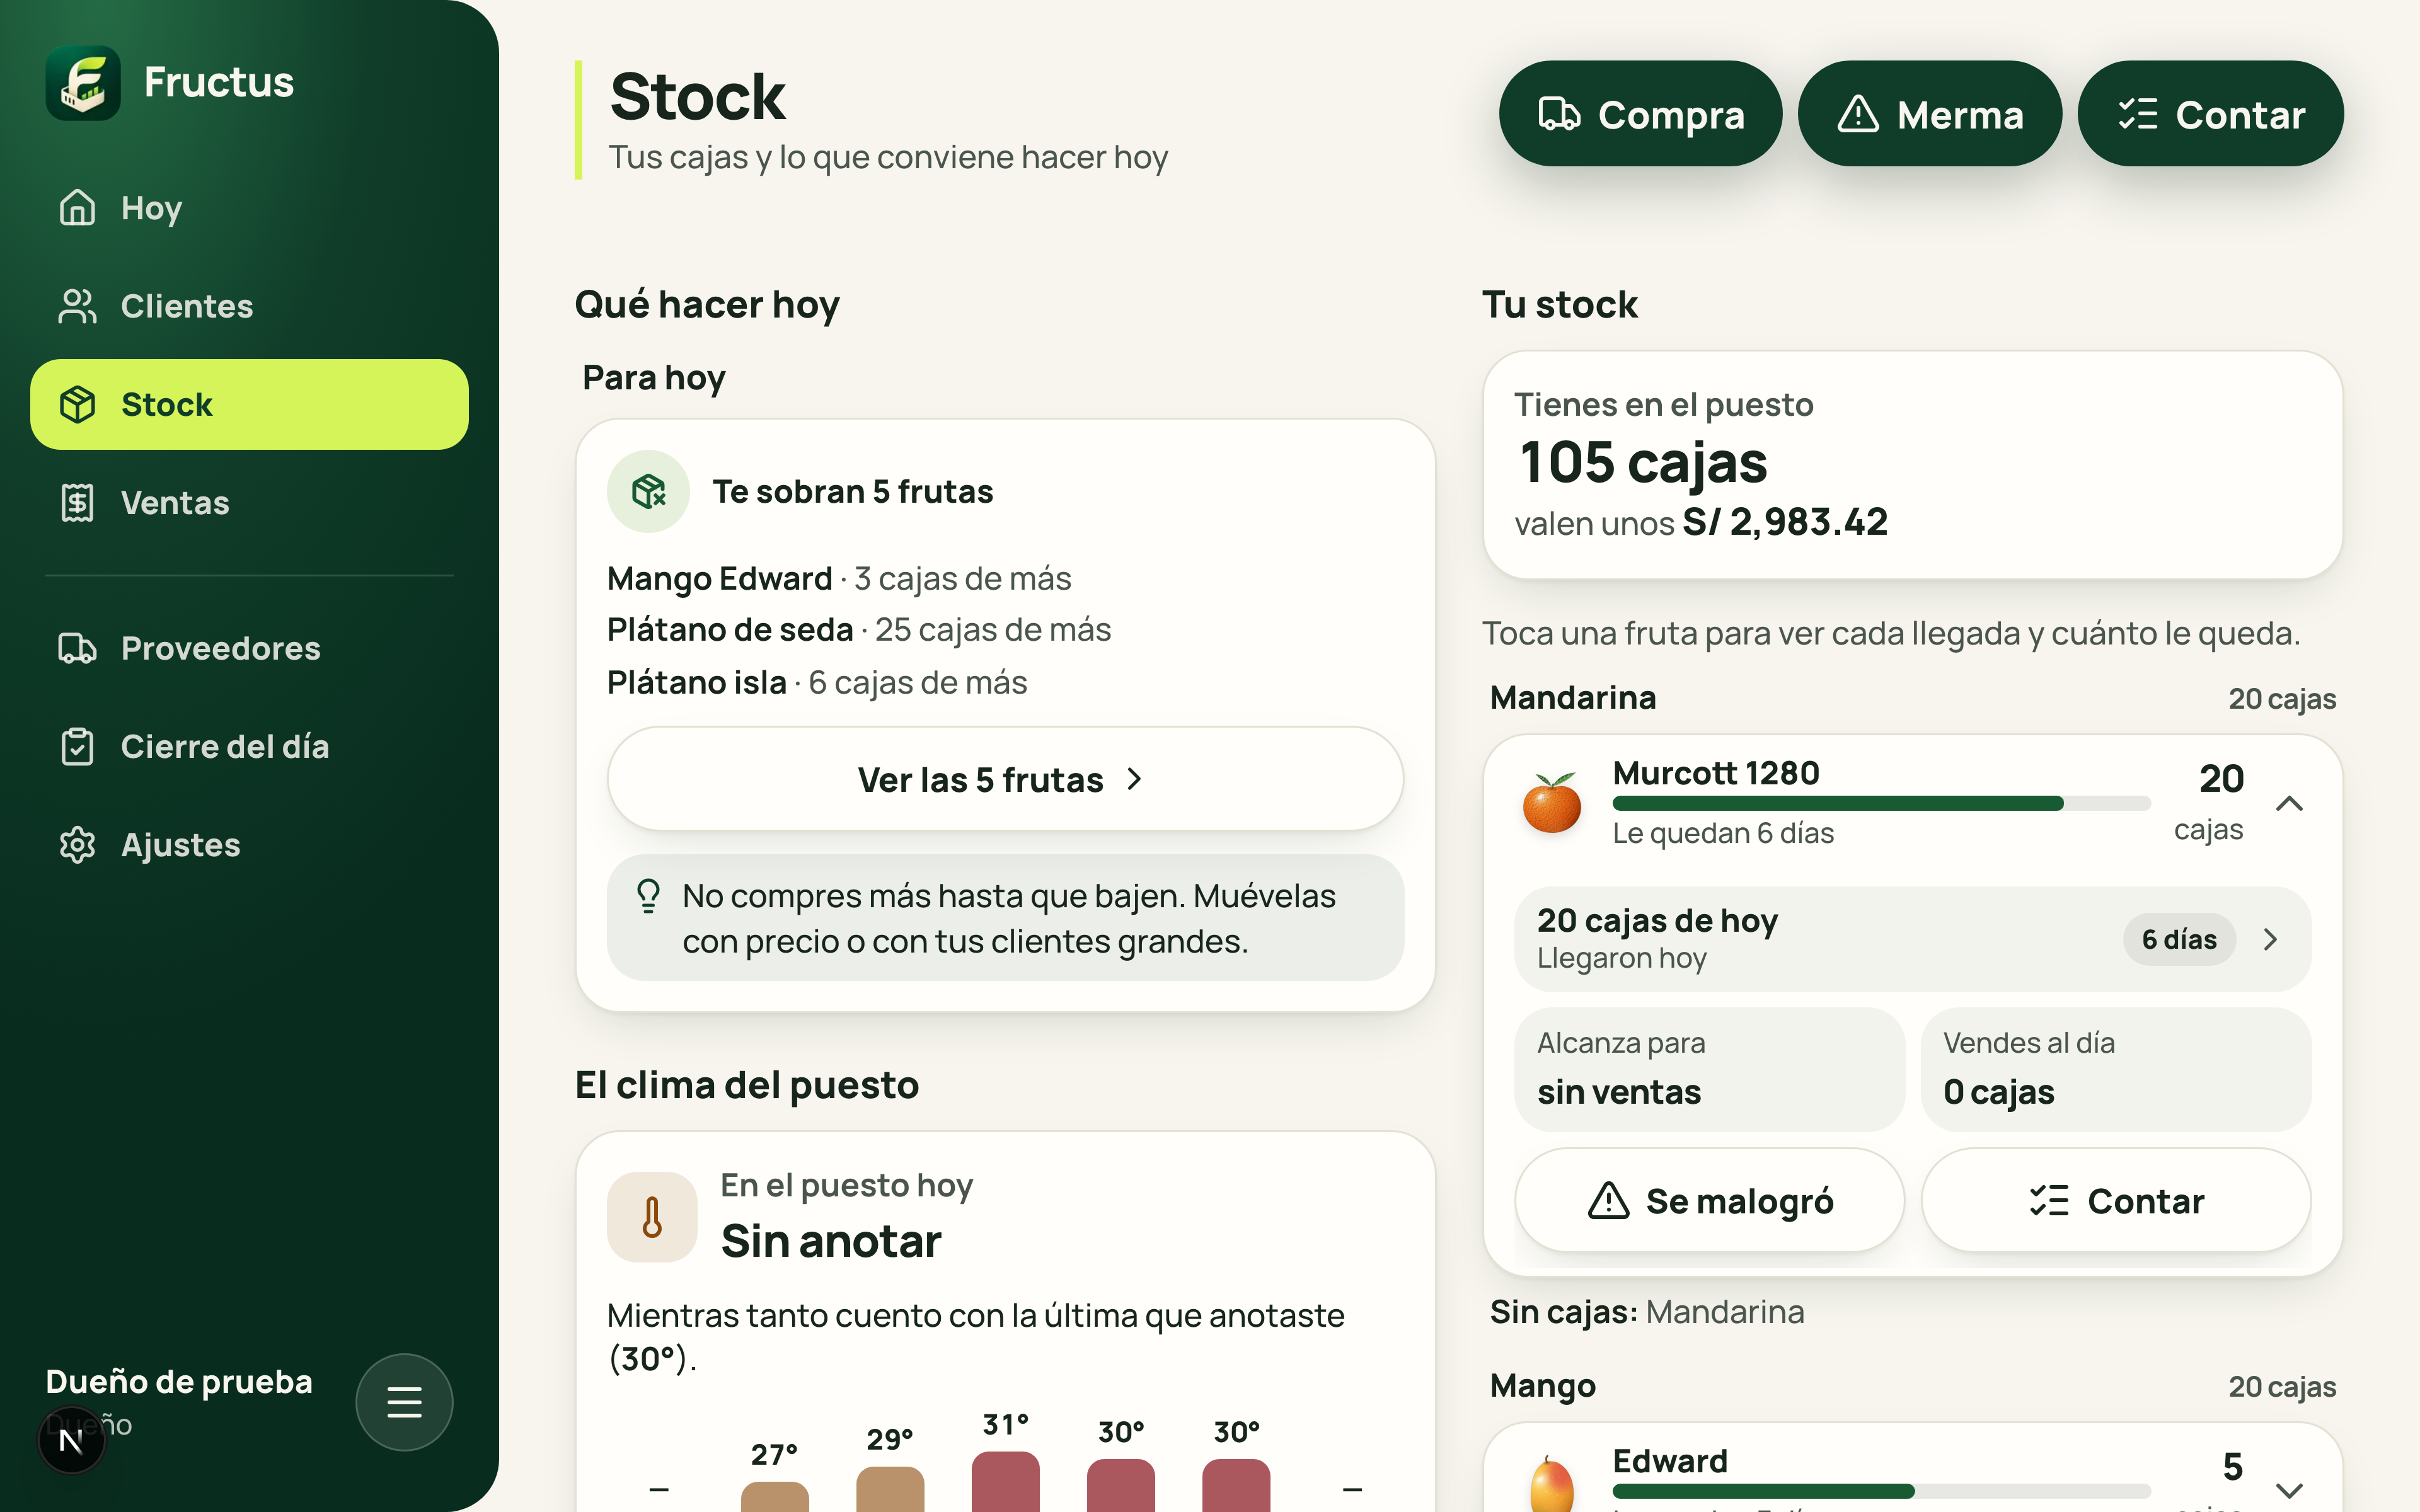 Fructus
Hoy
Clientes
Stock
Ventas
Proveedores
Cierre del día
Ajustes
Dueño de prueba
Dueño
N
Stock
Tus cajas y lo que conviene hacer hoy
Compra
Merma
Contar
Qué hacer hoy
Para hoy
Te sobran 5 frutas
Mango Edward · 3 cajas de más
Plátano de seda · 25 cajas de más
Plátano isla · 6 cajas de más
Ver las 5 frutas
No compres más hasta que bajen. Muévelas
con precio o con tus clientes grandes.
El clima del puesto
En el puesto hoy
Sin anotar
Mientras tanto cuento con la última que anotaste
(30°).
– 27° 29° 31° 30° 30° –
Tu stock
Tienes en el puesto
105 cajas
valen unos S/ 2,983.42
Toca una fruta para ver cada llegada y cuánto le queda.
Mandarina 20 cajas
Murcott 1280
Le quedan 6 días
20
cajas
20 cajas de hoy
Llegaron hoy
6 días
Alcanza para
sin ventas
Vendes al día
0 cajas
Se malogró
Contar
Sin cajas: Mandarina
Mango 20 cajas
Edward
5